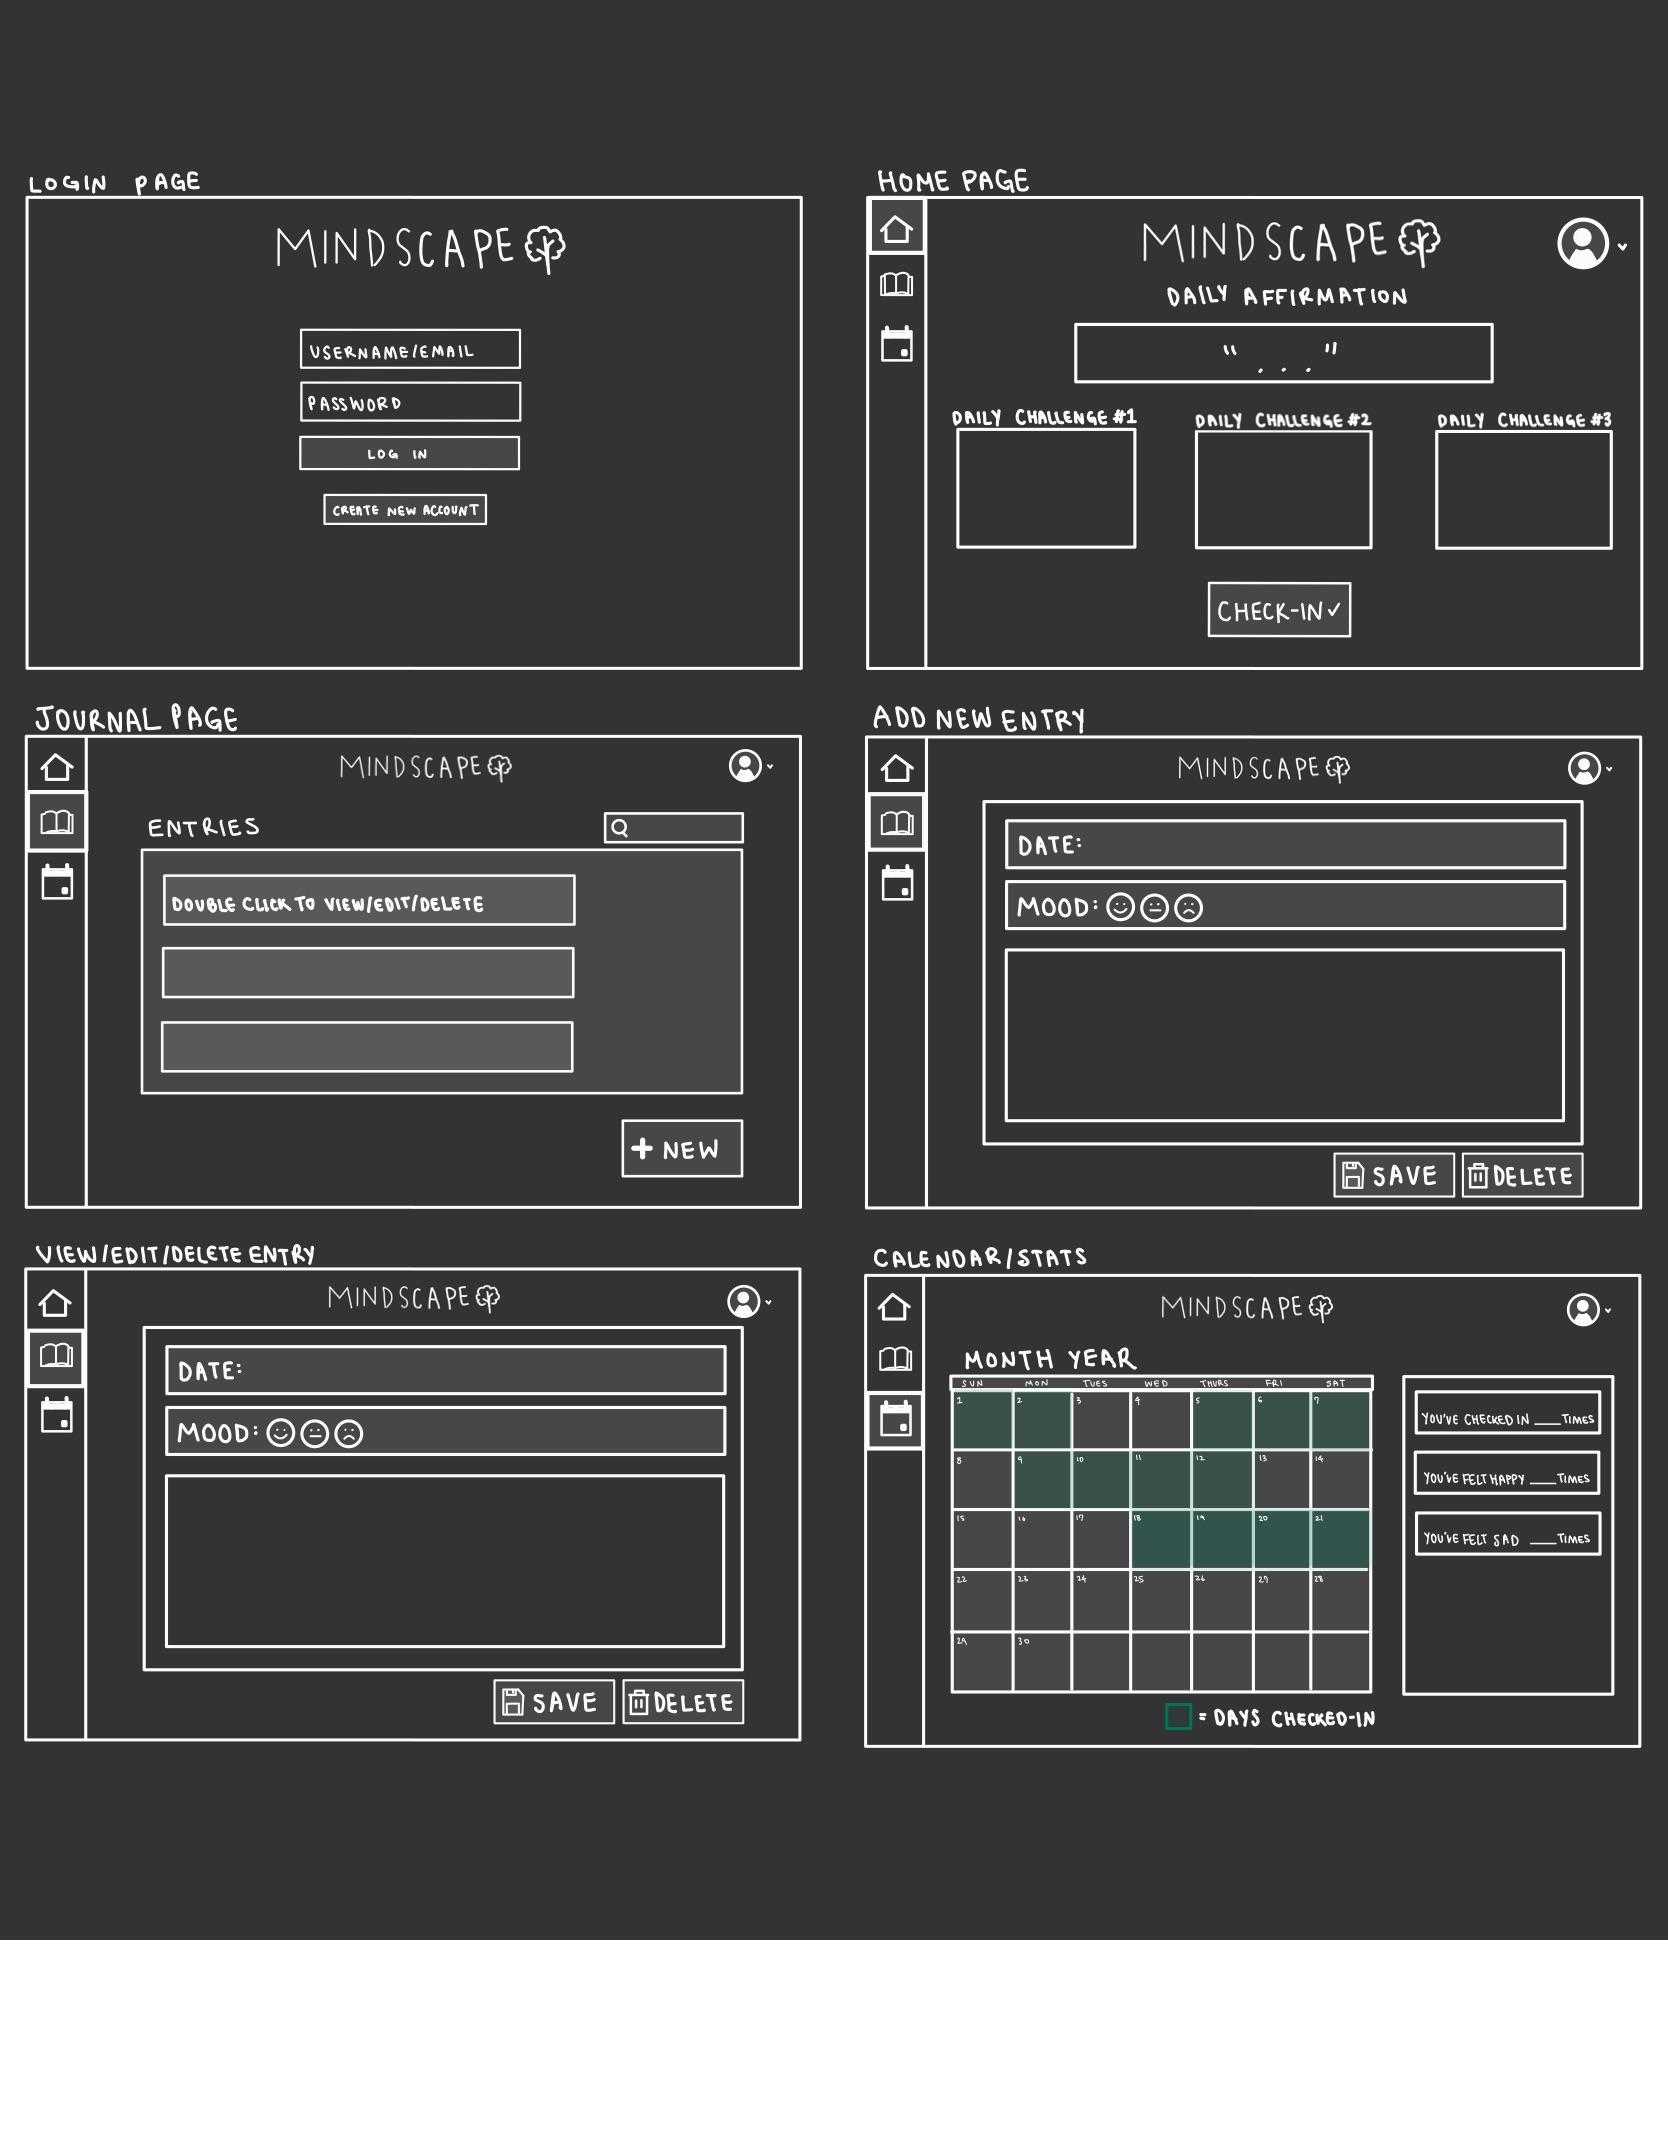 LOGIN PAGE
MINDSCAPE
USERNAME/EMAIL
PASSWORD
LOG IN
CREATE NEW ACCOUNT
HOME PAGE
MINDSCAPE
DAILY AFFIRMATION
" . . . "
DAILY CHALLENGE #1
DAILY CHALLENGE #2
DAILY CHALLENGE #3
CHECK-IN ✓
JOURNAL PAGE
MINDSCAPE
ENTRIES
DOUBLE CLICK TO VIEW/EDIT/DELETE
+ NEW
ADD NEW ENTRY
MINDSCAPE
DATE:
MOOD:
SAVE
DELETE
VIEW/EDIT/DELETE ENTRY
MINDSCAPE
DATE:
MOOD:
SAVE
DELETE
CALENDAR/STATS
MINDSCAPE
MONTH YEAR
SUN MON TUES WED THURS FRI SAT
1 2 3 4 5 6 7
8 9 10 11 12 13 14
15 16 17 18 19 20 21
22 23 24 25 26 27 28
29 30
= DAYS CHECKED-IN
YOU'VE CHECKED IN ___ TIMES
YOU'VE FELT HAPPY ___ TIMES
YOU'VE FELT SAD ___ TIMES